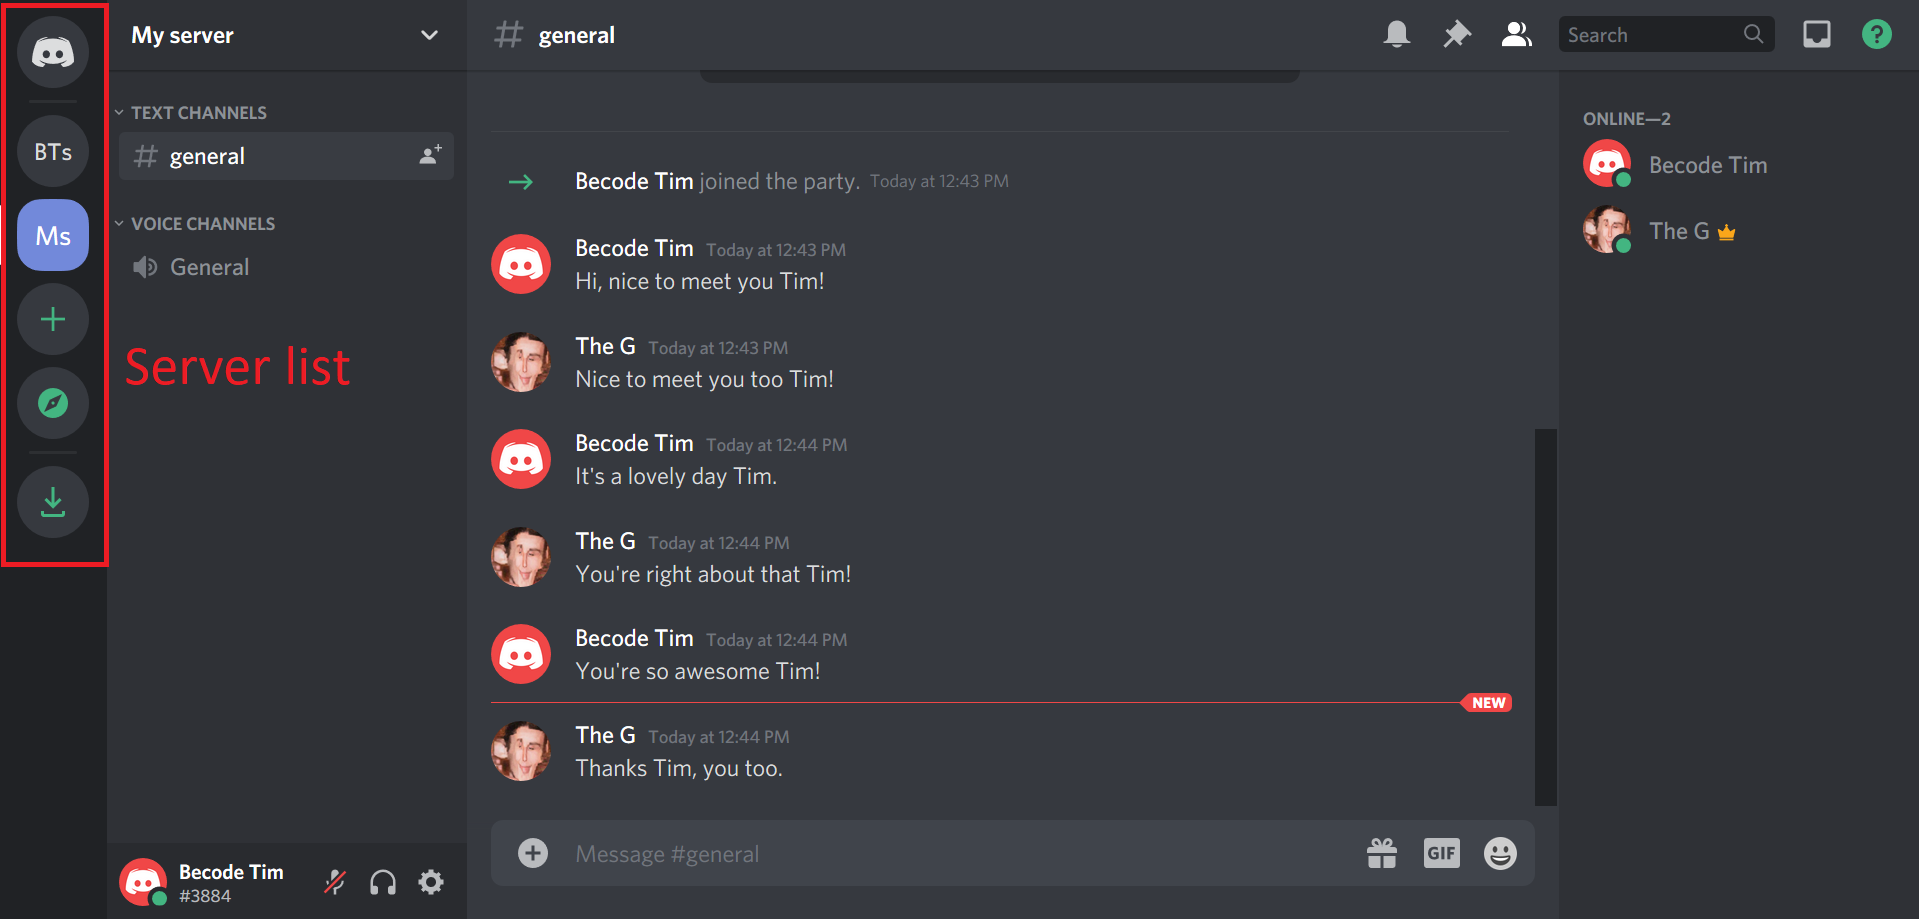 BTs
Ms
My server
TEXT CHANNELS
general
VOICE CHANNELS
General
Server list
Becode Tim
#3884
# general
Search
?
Becode Tim joined the party. Today at 12:43 PM
Becode Tim Today at 12:43 PM
Hi, nice to meet you Tim!
The G Today at 12:43 PM
Nice to meet you too Tim!
Becode Tim Today at 12:44 PM
It's a lovely day Tim.
The G Today at 12:44 PM
You're right about that Tim!
Becode Tim Today at 12:44 PM
You're so awesome Tim!
NEW
The G Today at 12:44 PM
Thanks Tim, you too.
Message #general
GIF
ONLINE—2
Becode Tim
The G